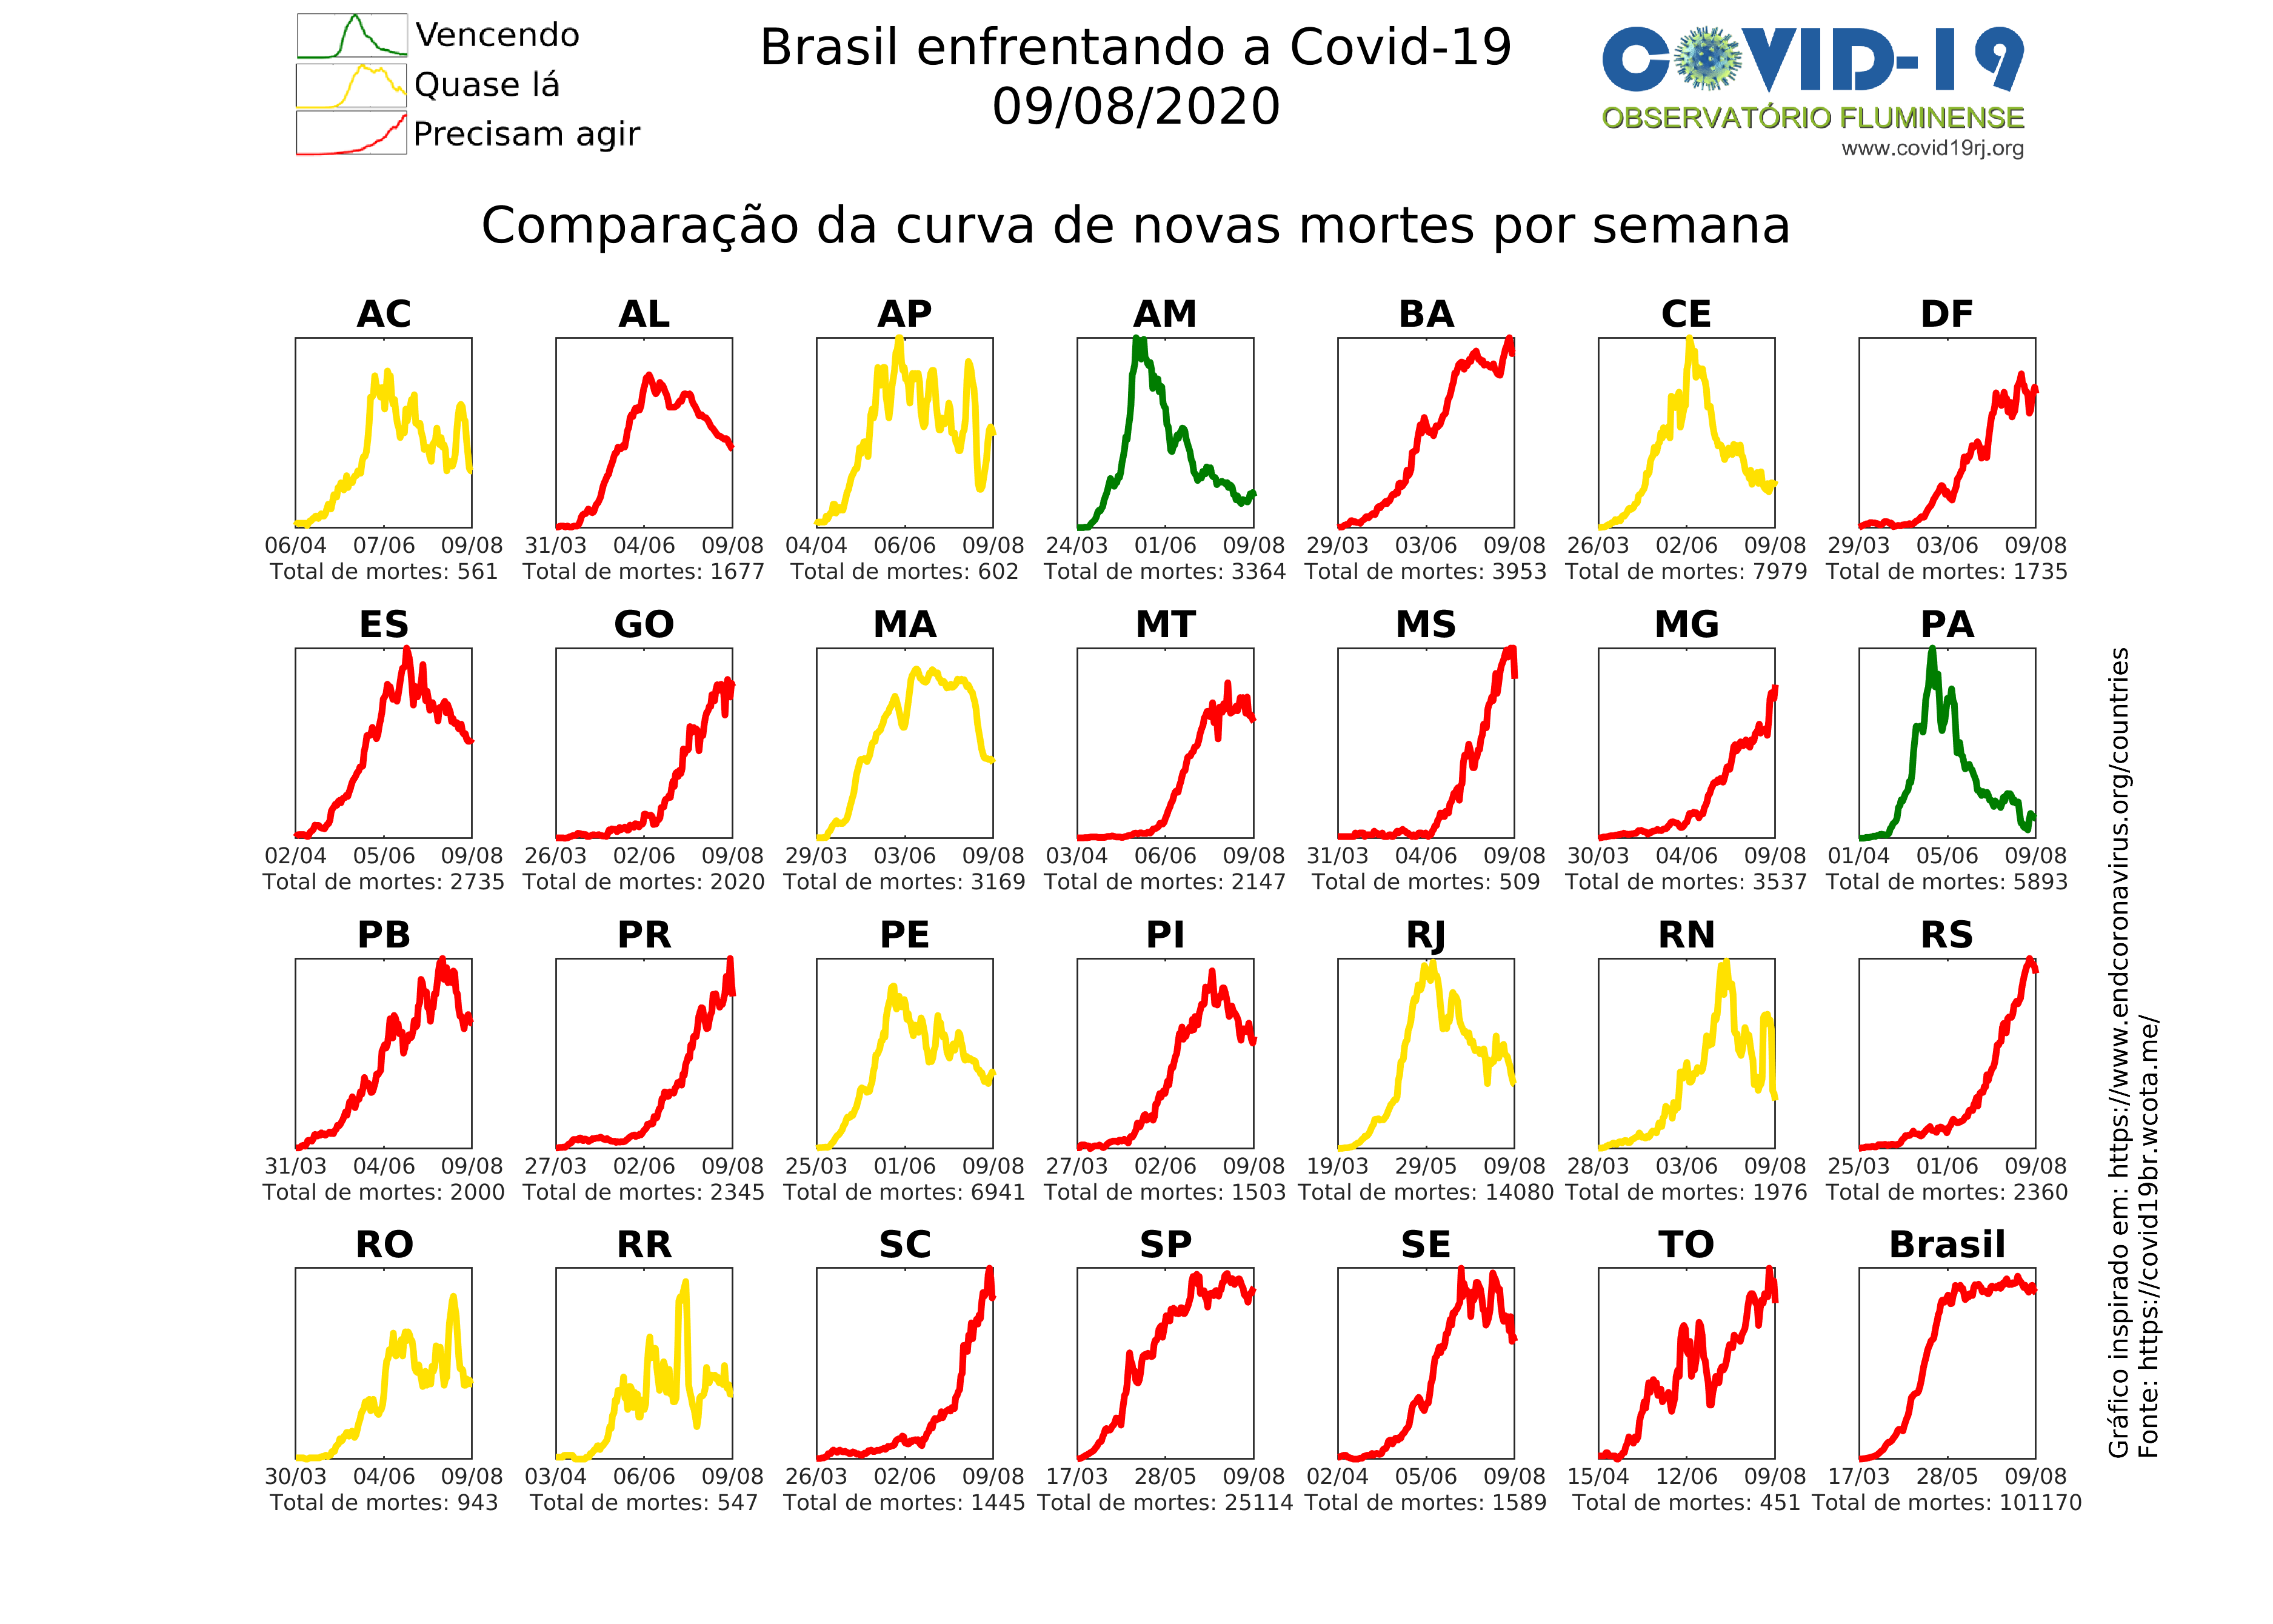 Vencendo
Quase lá
Precisam agir
Brasil enfrentando a Covid-19
09/08/2020
COVID-19
OBSERVATÓRIO FLUMINENSE
www.covid19rj.org
Comparação da curva de novas mortes por semana
AC AL AP AM BA CE DF
06/04 07/06 09/08 31/03 04/06 09/08 04/04 06/06 09/08 24/03 01/06 09/08 29/03 03/06 09/08 26/03 02/06 09/08 29/03 03/06 09/08
Total de mortes: 561 Total de mortes: 1677 Total de mortes: 602 Total de mortes: 3364 Total de mortes: 3953 Total de mortes: 7979 Total de mortes: 1735
ES GO MA MT MS MG PA
02/04 05/06 09/08 26/03 02/06 09/08 29/03 03/06 09/08 03/04 06/06 09/08 31/03 04/06 09/08 30/03 04/06 09/08 01/04 05/06 09/08
Total de mortes: 2735 Total de mortes: 2020 Total de mortes: 3169 Total de mortes: 2147 Total de mortes: 509 Total de mortes: 3537 Total de mortes: 5893
PB PR PE PI RJ RN RS
31/03 04/06 09/08 27/03 02/06 09/08 25/03 01/06 09/08 27/03 02/06 09/08 19/03 29/05 09/08 28/03 03/06 09/08 25/03 01/06 09/08
Total de mortes: 2000 Total de mortes: 2345 Total de mortes: 6941 Total de mortes: 1503 Total de mortes: 14080 Total de mortes: 1976 Total de mortes: 2360
RO RR SC SP SE TO Brasil
30/03 04/06 09/08 03/04 06/06 09/08 26/03 02/06 09/08 17/03 28/05 09/08 02/04 05/06 09/08 15/04 12/06 09/08 17/03 28/05 09/08
Total de mortes: 943 Total de mortes: 547 Total de mortes: 1445 Total de mortes: 25114 Total de mortes: 1589 Total de mortes: 451 Total de mortes: 101170
Gráfico inspirado em: https://www.endcoronavirus.org/countries
Fonte: https://covid19br.wcota.me/